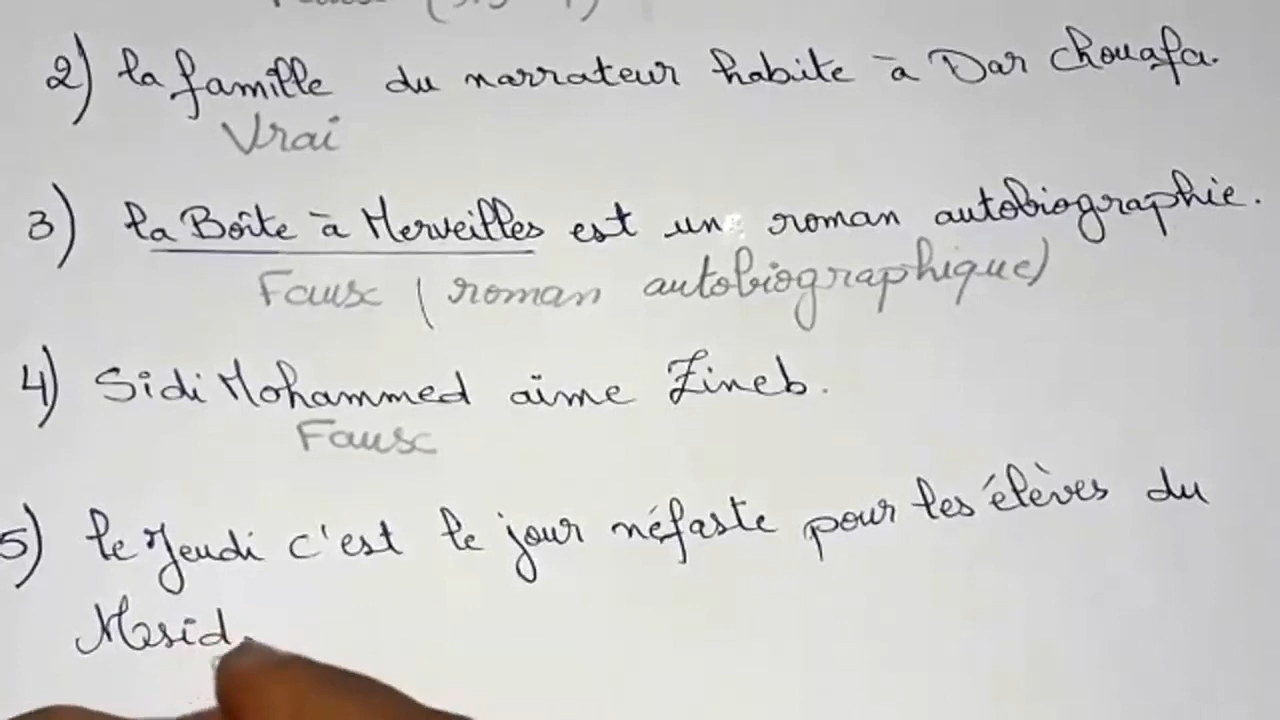 2) la famille du narrateur habite à Dar Chouafa.
Vrai
3) la Boîte à Merveilles est un roman autobiographie.
Faux (roman autobiographique)
4) Sidi Mohammed aime Zineb.
Faux
5) le Jeudi c'est le jour néfaste pour les élèves du
Msid.